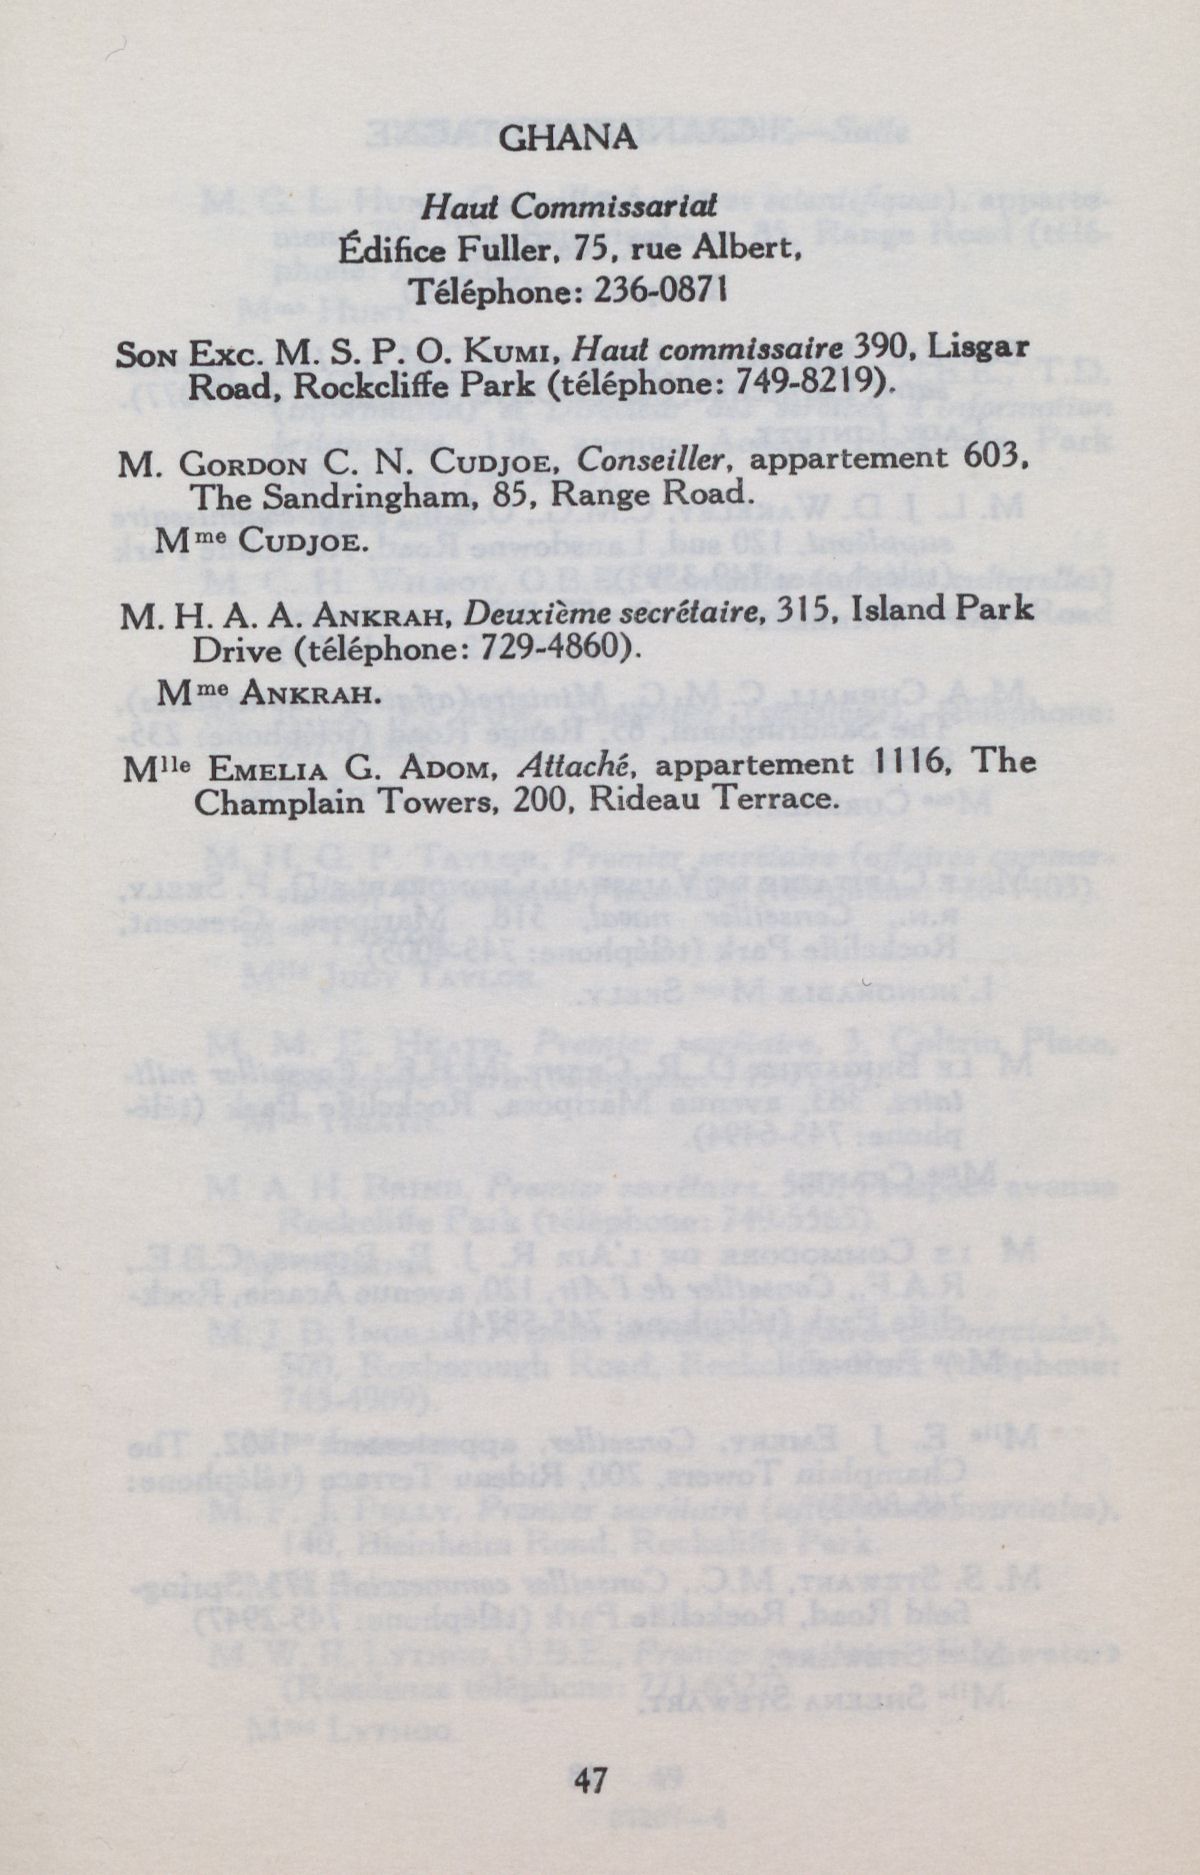 GHANA
Haut Commissariat
Édifice Fuller, 75, rue Albert,
Téléphone: 236-0871
SON EXC. M. S. P. O. KUMI, Haut commissaire 390, Lisgar
Road, Rockcliffe Park (téléphone: 749-8219).
M. GORDON C. N. CUDJOE, Conseiller, appartement 603,
The Sandringham, 85, Range Road.
Mme CUDJOE.
M. H. A. A. ANKRAH, Deuxième secrétaire, 315, Island Park
Drive (téléphone: 729-4860).
Mme ANKRAH.
Mlle EMELIA G. ADOM, Attaché, appartement 1116, The
Champlain Towers, 200, Rideau Terrace.
47